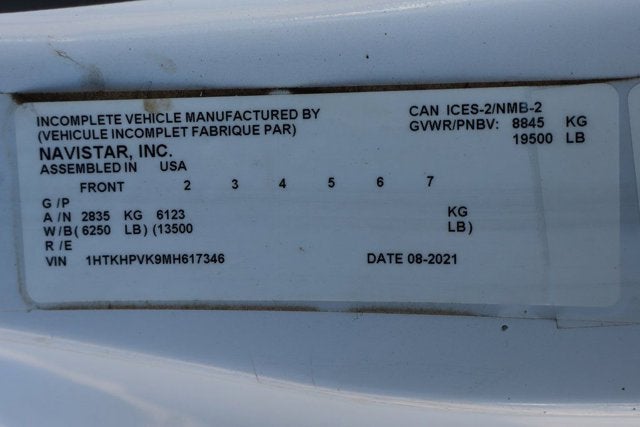 INCOMPLETE VEHICLE MANUFACTURED BY
(VEHICULE INCOMPLET FABRIQUE PAR)
NAVISTAR, INC.
ASSEMBLED IN USA
CAN ICES-2/NMB-2
GVWR/PNBV: 8845 KG
19500 LB
FRONT 2 3 4 5 6 7
G /P
A /N 2835 KG 6123 KG
W/B( 6250 LB) (13500 LB)
R /E
VIN 1HTKHPVK9MH617346 DATE 08-2021